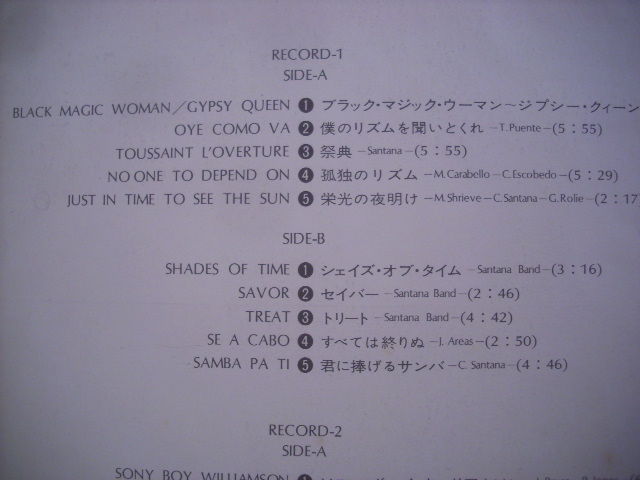 RECORD-1
SIDE-A
BLACK MAGIC WOMAN/GYPSY QUEEN ❶ ブラック・マジック・ウーマン~ジプシー・クィーン
OYE COMO VA ❷ 僕のリズムを聞いとくれ —T.Puente—(5:55)
TOUSSAINT L'OVERTURE ❸ 祭典 —Santana—(5:55)
NO ONE TO DEPEND ON ❹ 孤独のリズム —M.Carabello—C.Escobedo—(5:29)
JUST IN TIME TO SEE THE SUN ❺ 栄光の夜明け —M.Shrieve—C.Santana—G.Rolie—(2:17
SIDE-B
SHADES OF TIME ❶ シェイズ・オブ・タイム —Santana Band—(3:16)
SAVOR ❷ セイバー —Santana Band—(2:46)
TREAT ❸ トリート —Santana Band—(4:42)
SE A CABO ❹ すべては終りぬ —J. Areas—(2:50)
SAMBA PA TI ❺ 君に捧げるサンバ —C. Santana—(4:46)
RECORD-2
SIDE-A
SONY BOY WILLIAMSON